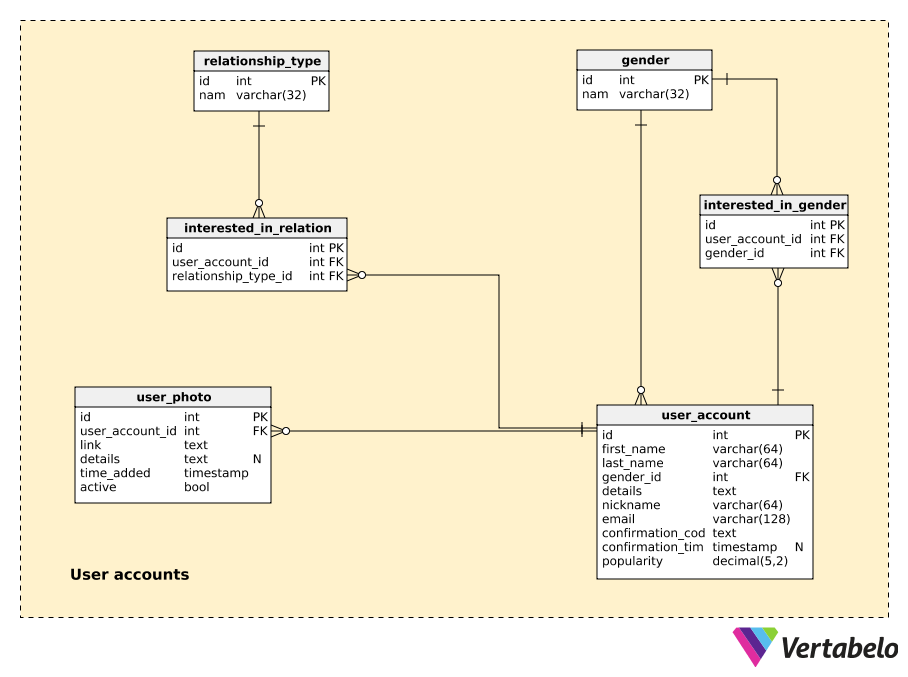 relationship_type
id int PK
nam varchar(32)
gender
id int PK
nam varchar(32)
interested_in_relation
id int PK
user_account_id int FK
relationship_type_id int FK
interested_in_gender
id int PK
user_account_id int FK
gender_id int FK
user_photo
id int PK
user_account_id int FK
link text
details text N
time_added timestamp
active bool
user_account
id int PK
first_name varchar(64)
last_name varchar(64)
gender_id int FK
details text
nickname varchar(64)
email varchar(128)
confirmation_cod text
confirmation_tim timestamp N
popularity decimal(5,2)
User accounts
Vertabelo